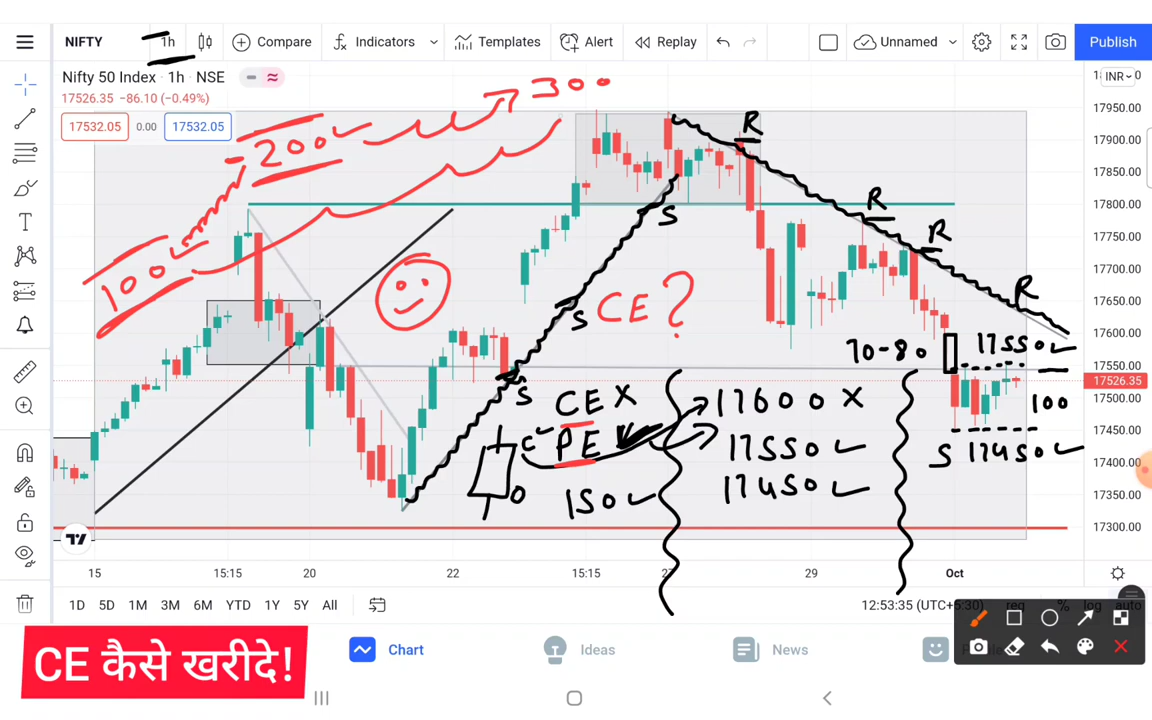 NIFTY 1h Compare Indicators Templates Alert Replay Unnamed Publish
Nifty 50 Index · 1h · NSE
17526.35 −86.10 (−0.49%)
17532.05 0.00 17532.05
INR
17950.00
17900.00
17850.00
17800.00
17750.00
17700.00
17650.00
17600.00
17550.00
17526.35
17500.00
17450.00
17400.00
17350.00
17300.00
300
200
100
R
R
R
R
S
S
S
CE?
70-80 17550
100
S 17450
CE X
C PE
O 150
17600 X
17550
17450
15 15:15 20 22 15:15 29 Oct
1D 5D 1M 3M 6M YTD 1Y 5Y All 12:53:35 (UTC+5:30) % log auto
CE कैसे खरीदे!
Chart Ideas News